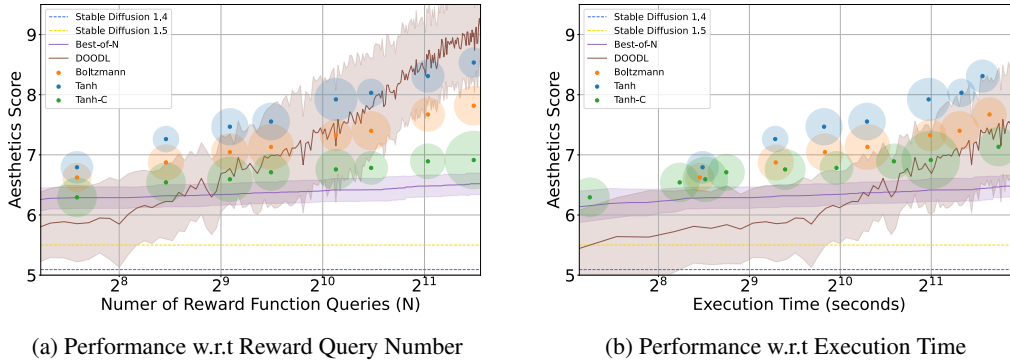 Stable Diffusion 1,4
Stable Diffusion 1.5
Best-of-N
DOODL
Boltzmann
Tanh
Tanh-C
9
8
7
6
5
Aesthetics Score
2^8
2^9
2^10
2^11
Numer of Reward Function Queries (N)
(a) Performance w.r.t Reward Query Number
Stable Diffusion 1,4
Stable Diffusion 1.5
Best-of-N
DOODL
Boltzmann
Tanh
Tanh-C
9
8
7
6
5
Aesthetics Score
2^8
2^9
2^10
2^11
Execution Time (seconds)
(b) Performance w.r.t Execution Time